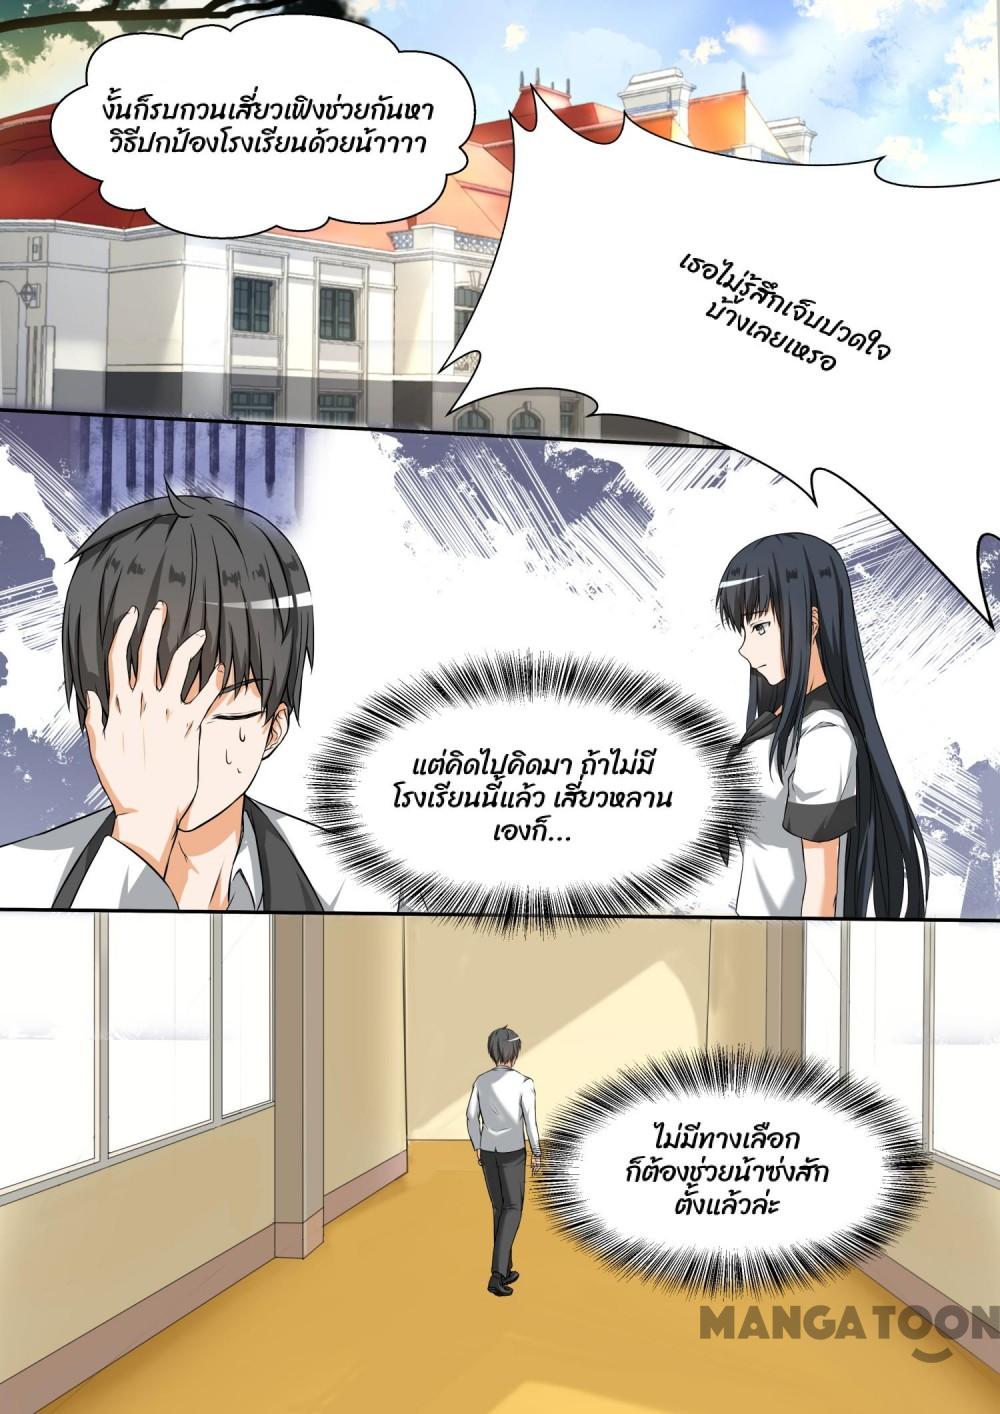 งั้นก็รบกวนเสี่ยวเฟิงช่วยกันหา
วิธีปกป้องโรงเรียนด้วยน้าาาา
เธอไม่รู้สึกเจ็บปวดใจ
บ้างเลยเหรอ
แต่คิดไปคิดมา ถ้าไม่มี
โรงเรียนนี้แล้ว เสี่ยวหลาน
เองก็...
ไม่มีทางเลือก
ก็ต้องช่วยน้าซ่งสัก
ตั้งแล้วล่ะ
MANGATOON